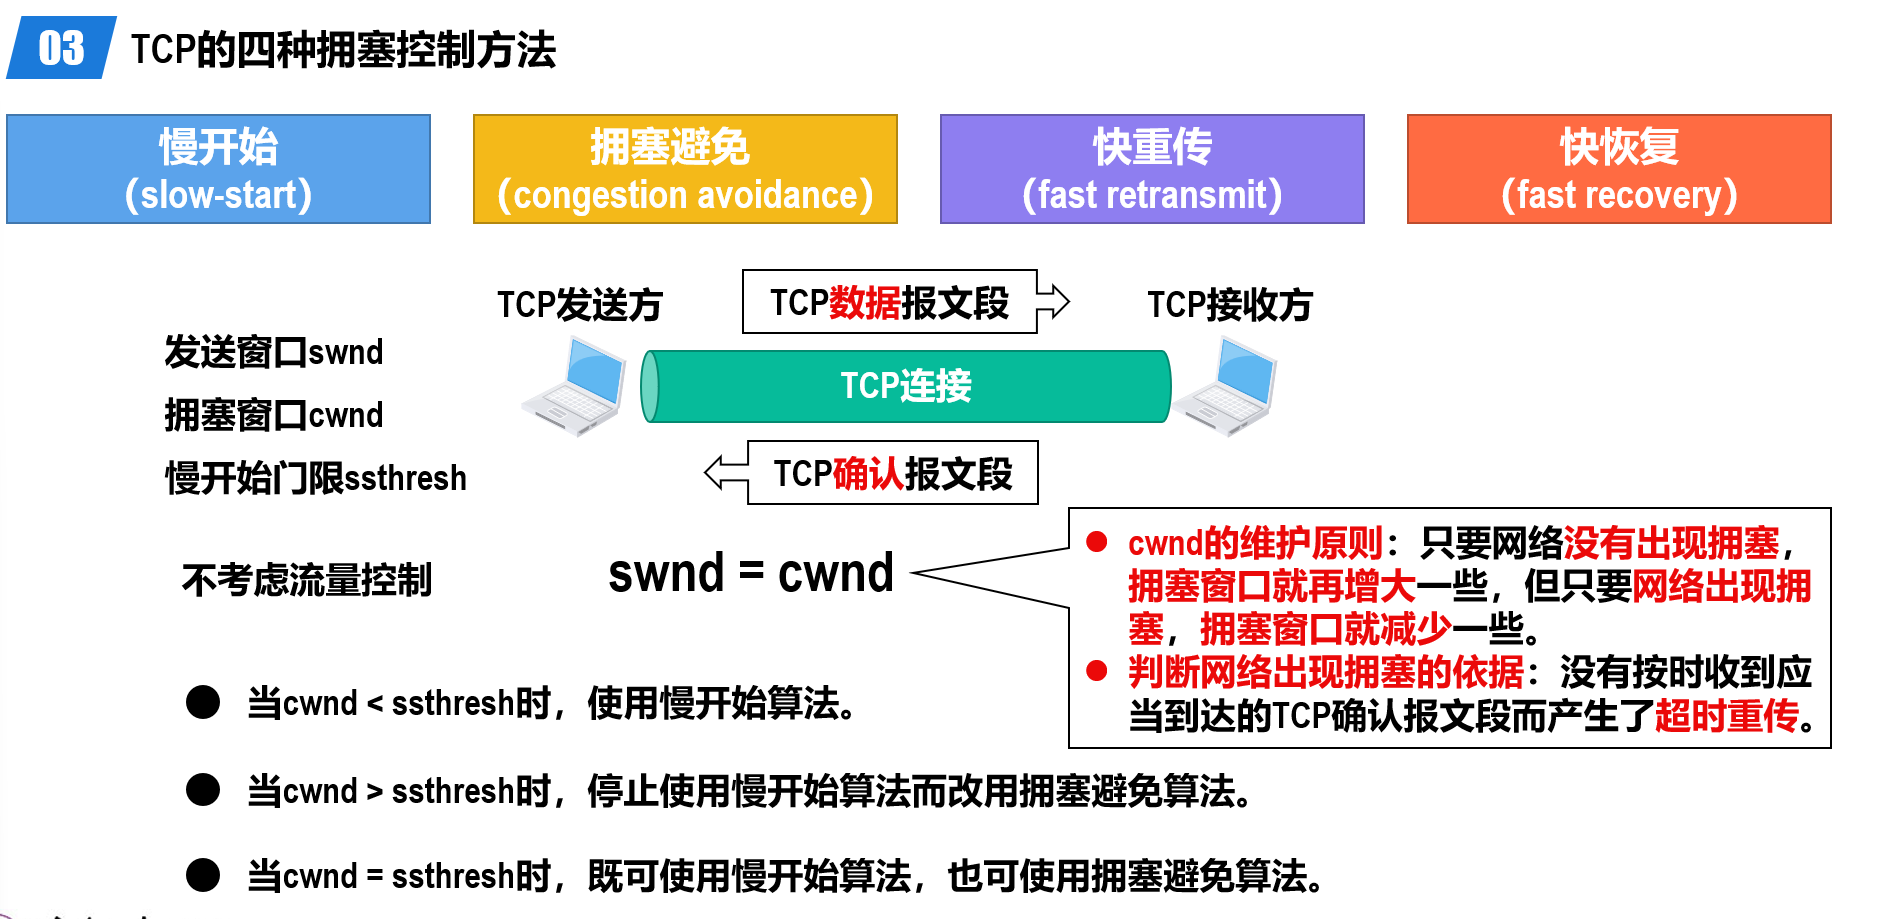 03 TCP的四种拥塞控制方法
慢开始
（slow-start）
拥塞避免
（congestion avoidance）
快重传
（fast retransmit）
快恢复
（fast recovery）
TCP发送方
TCP数据报文段
TCP接收方
发送窗口swnd
TCP连接
拥塞窗口cwnd
慢开始门限ssthresh
TCP确认报文段
不考虑流量控制
swnd = cwnd
● cwnd的维护原则：只要网络没有出现拥塞，
拥塞窗口就再增大一些，但只要网络出现拥
塞，拥塞窗口就减少一些。
● 判断网络出现拥塞的依据：没有按时收到应
当到达的TCP确认报文段而产生了超时重传。
● 当cwnd < ssthresh时，使用慢开始算法。
● 当cwnd > ssthresh时，停止使用慢开始算法而改用拥塞避免算法。
● 当cwnd = ssthresh时，既可使用慢开始算法，也可使用拥塞避免算法。